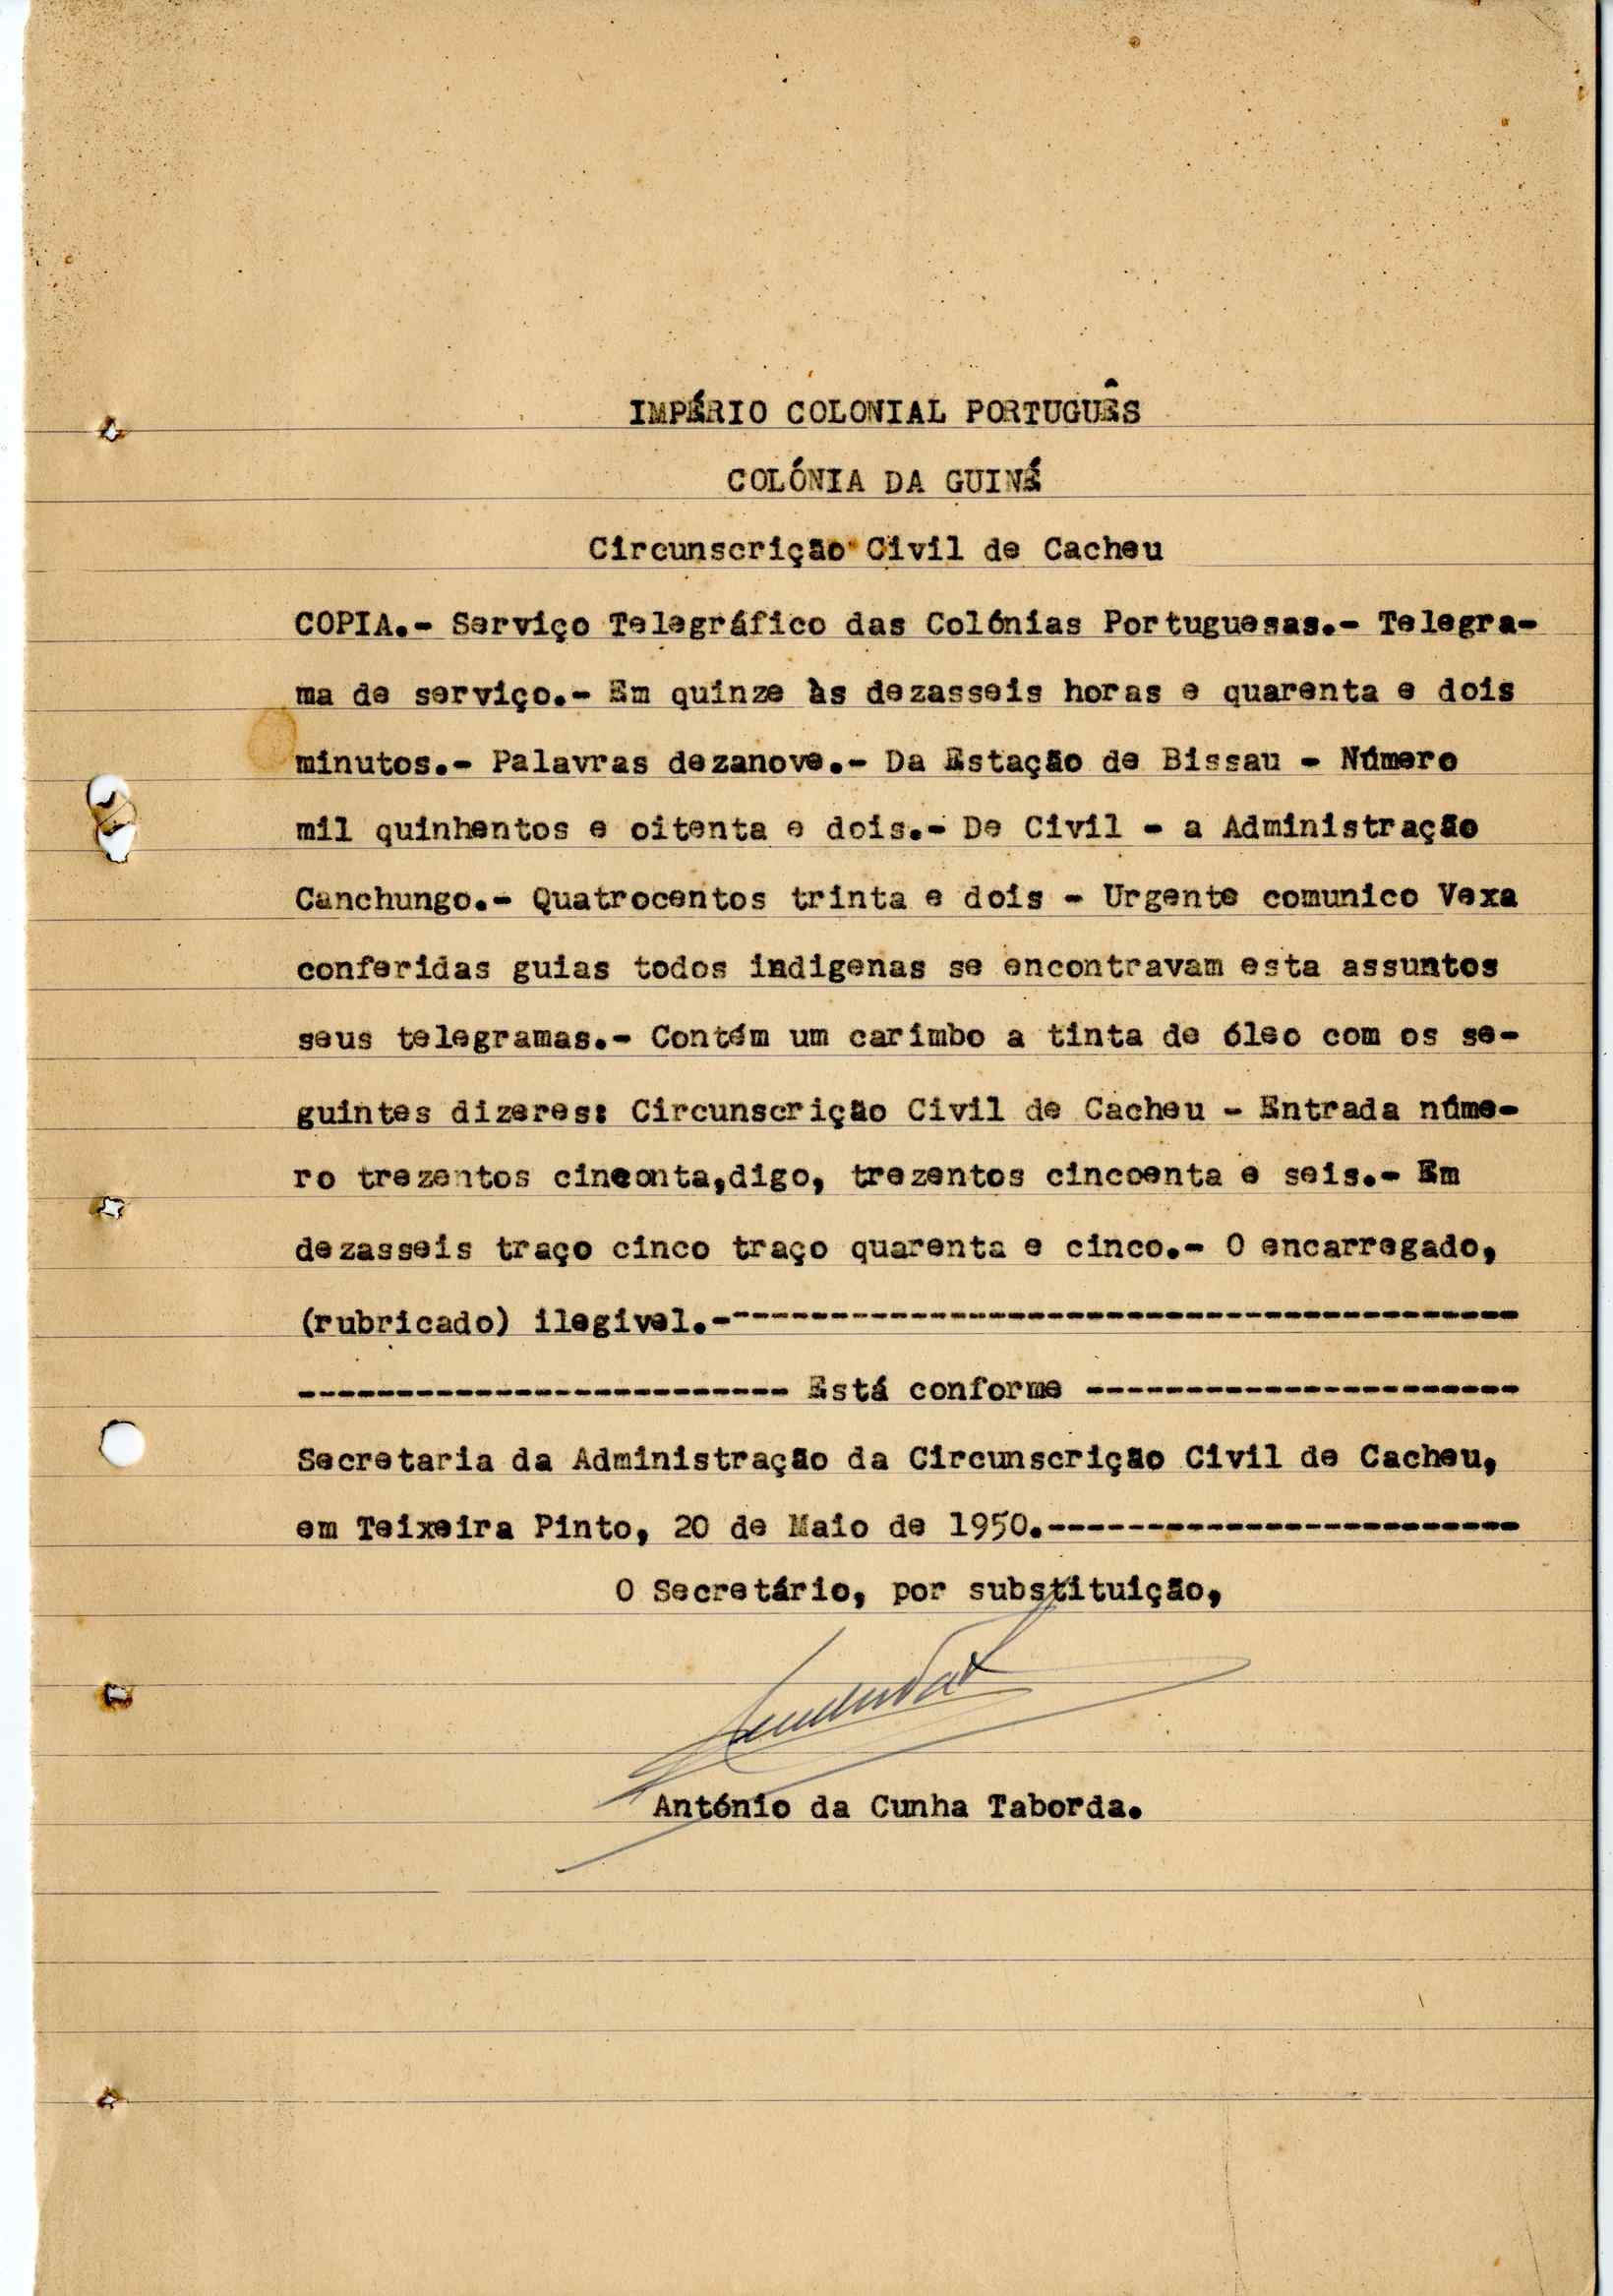 IMPÉRIO COLONIAL PORTUGUÊS
COLÓNIA DA GUINÉ
Circunscrição Civil de Cacheu
COPIA.- Serviço Telegráfico das Colónias Portuguesas.- Telegra-
ma de serviço.- Em quinze às dezasseis horas e quarenta e dois
minutos.- Palavras dezanove.- Da Estação de Bissau - Número
mil quinhentos e oitenta e dois.- De Civil - a Administração
Canchungo.- Quatrocentos trinta e dois - Urgente comunico Vexa
conferidas guias todos indigenas se encontravam esta assuntos
seus telegramas.- Contém um carimbo a tinta de óleo com os se-
guintes dizeres: Circunscrição Civil de Cacheu - Entrada núme-
ro trezentos cinconta,digo, trezentos cincoenta e seis.- Em
dezasseis traço cinco traço quarenta e cinco.- O encarregado,
(rubricado) ilegivel.----------------------------------------
------------------------- Está conforme ----------------------
Secretaria da Administração da Circunscrição Civil de Cacheu,
em Teixeira Pinto, 20 de Maio de 1950.------------------------
O Secretário, por substituição,
António da Cunha Taborda.